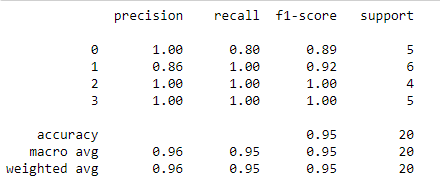 precision recall f1-score support
0 1.00 0.80 0.89 5
1 0.86 1.00 0.92 6
2 1.00 1.00 1.00 4
3 1.00 1.00 1.00 5
accuracy 0.95 20
macro avg 0.96 0.95 0.95 20
weighted avg 0.96 0.95 0.95 20